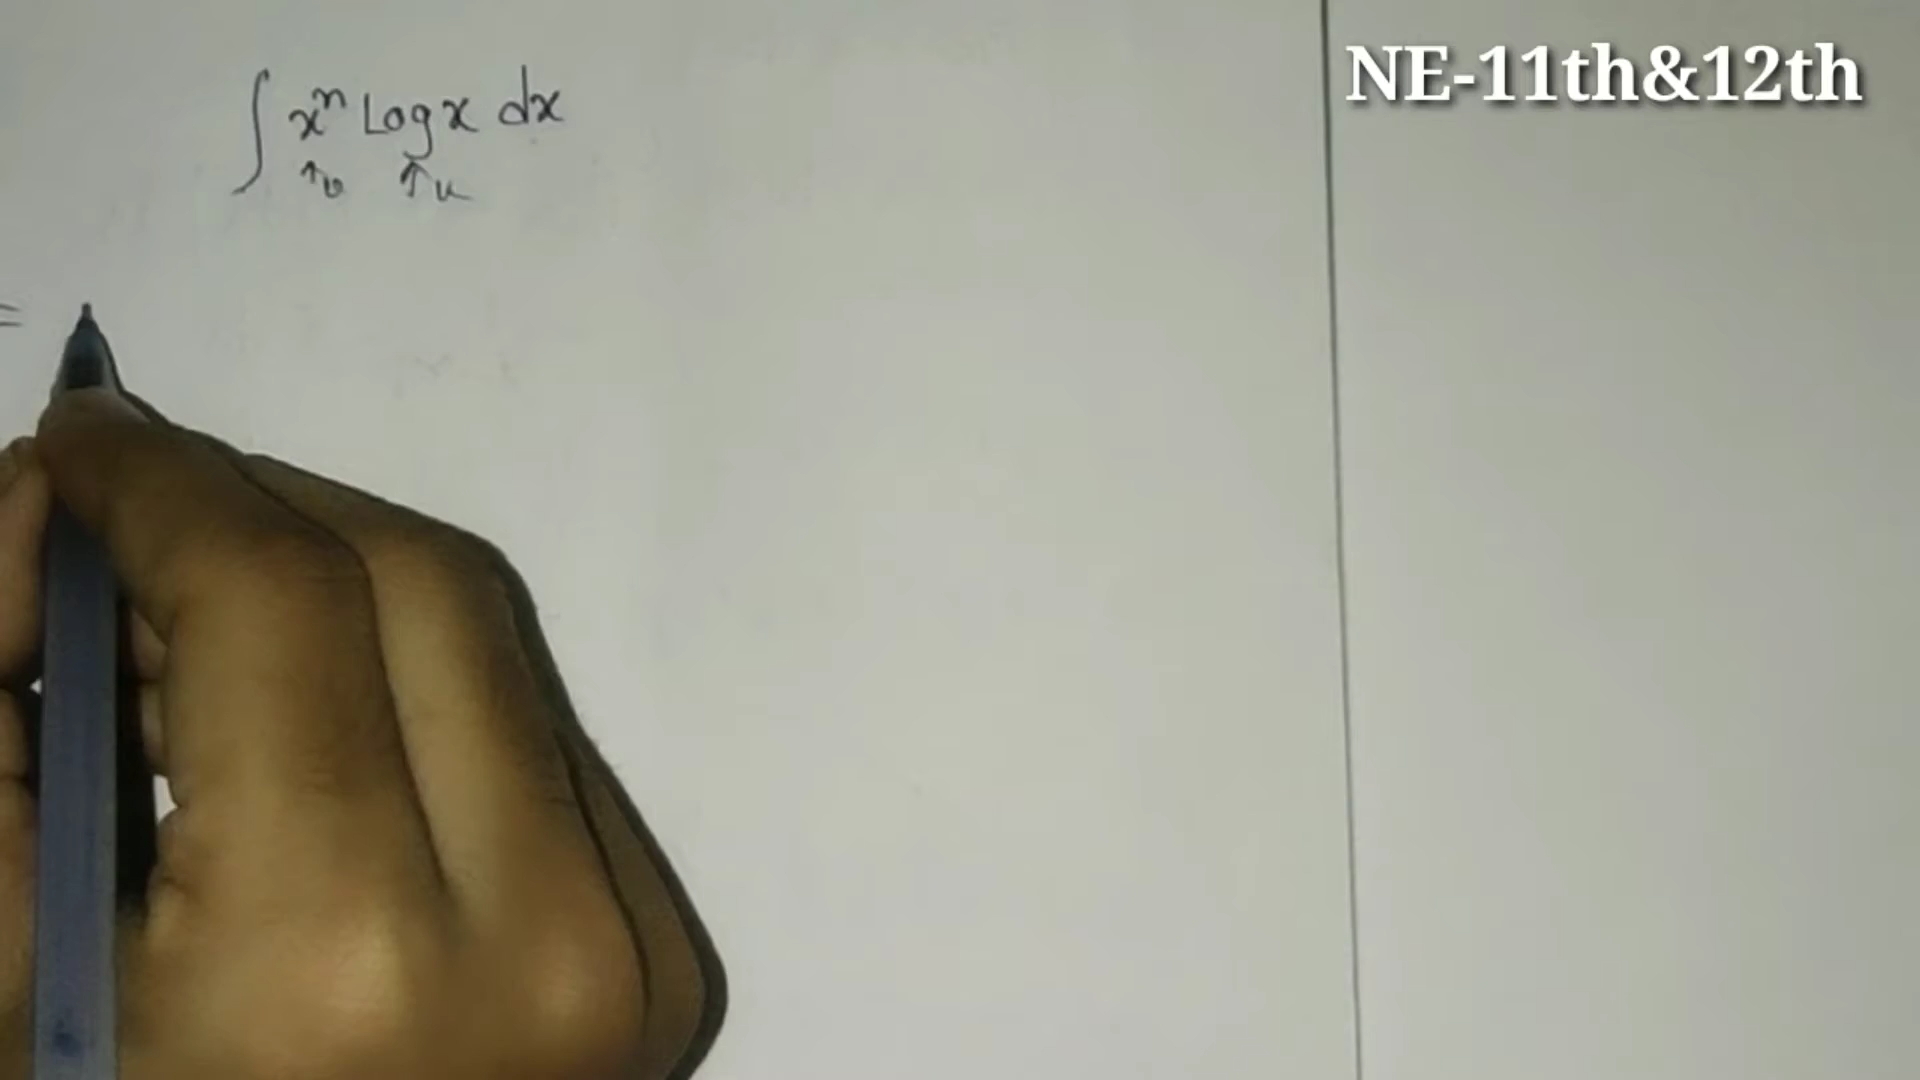 NE-11th&12th
∫ xⁿ Log x dx
↑v ↑u
=